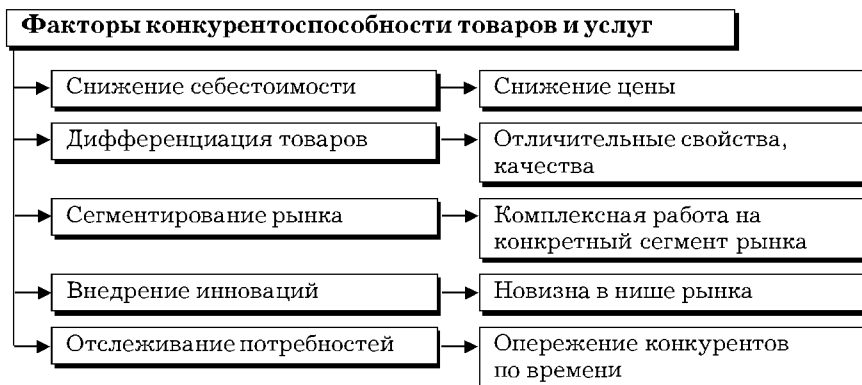 Факторы конкурентоспособности товаров и услуг
Снижение себестоимости
Снижение цены
Дифференциация товаров
Отличительные свойства,
качества
Сегментирование рынка
Комплексная работа на
конкретный сегмент рынка
Внедрение инноваций
Новизна в нише рынка
Отслеживание потребностей
Опережение конкурентов
по времени